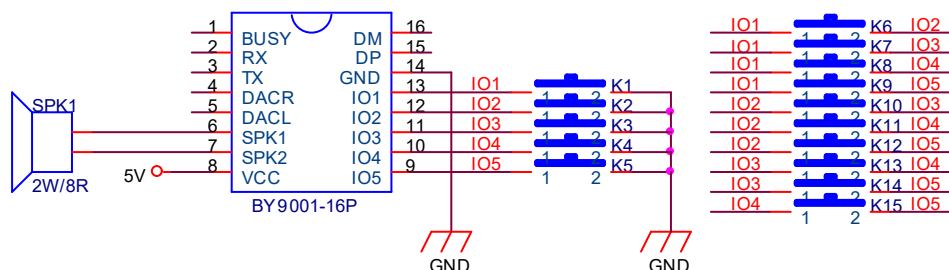 1 BUSY DM 16
2 RX DP 15
3 TX GND 14
4 DACR IO1 13 IO1 1 2 K1
5 DACL IO2 12 IO2 1 2 K2
6 SPK1 IO3 11 IO3 1 2 K3
7 SPK2 IO4 10 IO4 1 2 K4
8 VCC IO5 9 IO5 1 2 K5
SPK1
2W/8R
5V
BY9001-16P
GND
GND
IO1 1 2 K6 IO2
IO1 1 2 K7 IO3
IO1 1 2 K8 IO4
IO1 1 2 K9 IO5
IO2 1 2 K10 IO3
IO2 1 2 K11 IO4
IO2 1 2 K12 IO5
IO3 1 2 K13 IO4
IO3 1 2 K14 IO5
IO4 1 2 K15 IO5